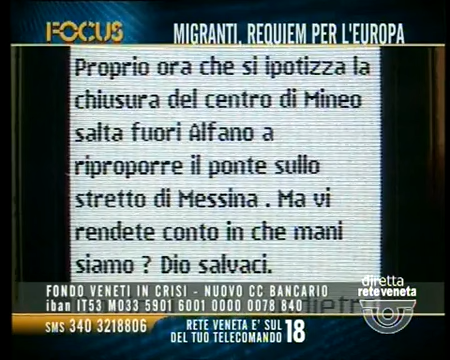 FOCUS
MIGRANTI, REQUIEM PER L'EUROPA
Proprio ora che si ipotizza la
chiusura del centro di Mineo
salta fuori Alfano a
riproporre il ponte sullo
stretto di Messina . Ma vi
rendete conto in che mani
siamo ? Dio salvaci.
diretta
reteveneta
FONDO VENETI IN CRISI - NUOVO CC BANCARIO
iban IT53 M033 5901 6001 0000 0078 840
dietro
SMS 340 3218806
RETE VENETA E' SUL
DEL TUO TELECOMANDO 18